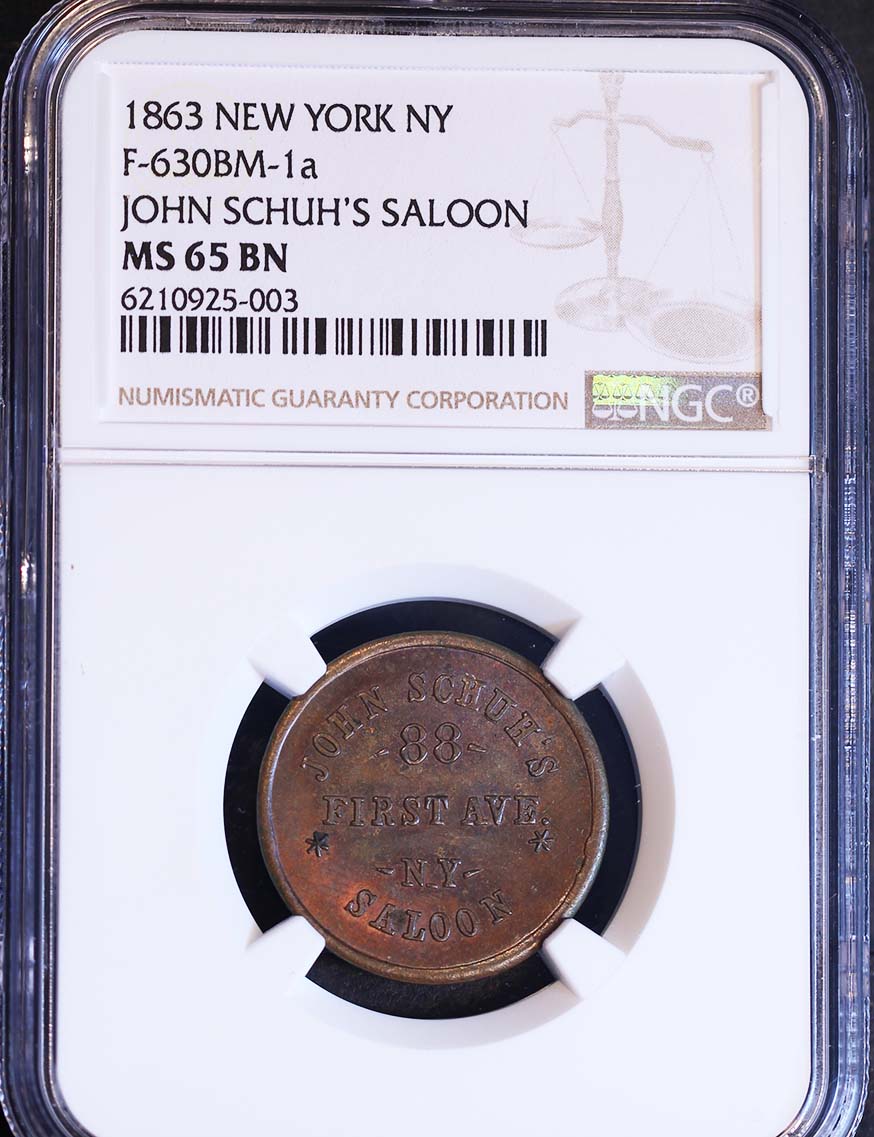 1863 NEW YORK NY
F-630BM-1a
JOHN SCHUH'S SALOON
MS 65 BN
6210925-003
NUMISMATIC GUARANTY CORPORATION
NGC®
JOHN SCHUH'S
-88-
FIRST AVE.
* *
-NY-
SALOON